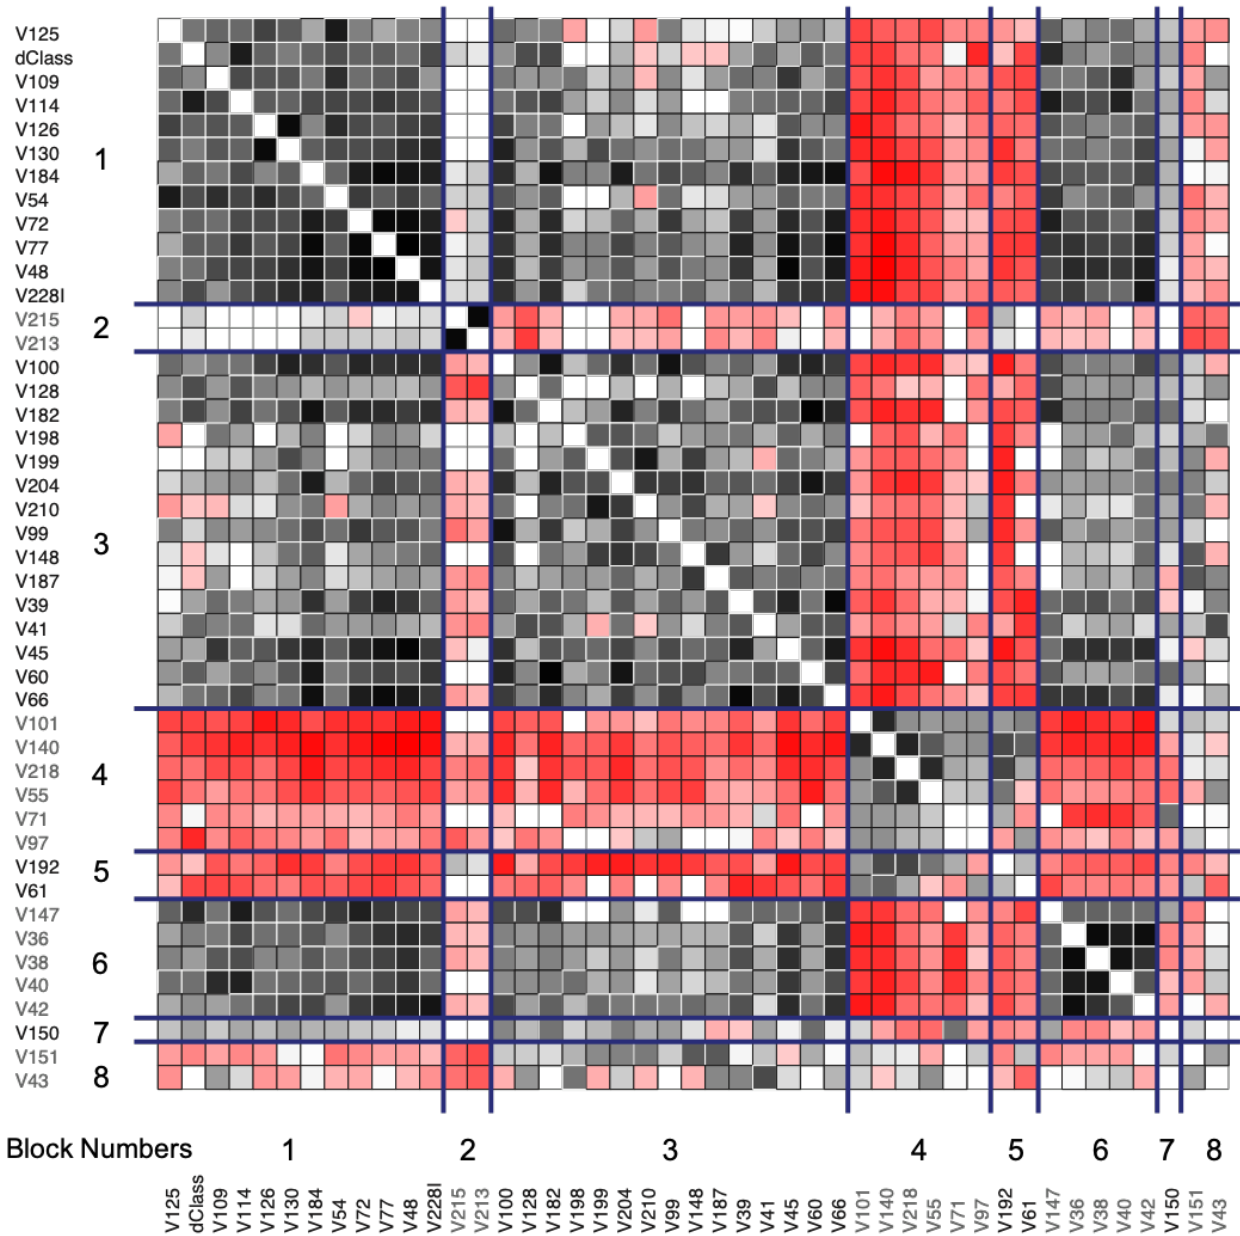 V125
dClass
V109
V114
V126
V130
1
V184
V54
V72
V77
V48
V228I
V215
2
V213
V100
V128
V182
V198
V199
V204
V210
V99
3
V148
V187
V39
V41
V45
V60
V66
V101
V140
4
V218
V55
V71
V97
V192
5
V61
V147
V36
6
V38
V40
V42
V150 7
V151
8
V43
Block Numbers 1 2 3 4 5 6 7 8
V125 dClass V109 V114 V126 V130 V184 V54 V72 V77 V48 V228I V215 V213 V100 V128 V182 V198 V199 V204 V210 V99 V148 V187 V39 V41 V45 V60 V66 V101 V140 V218 V55 V71 V97 V192 V61 V147 V36 V38 V40 V42 V150 V151 V43